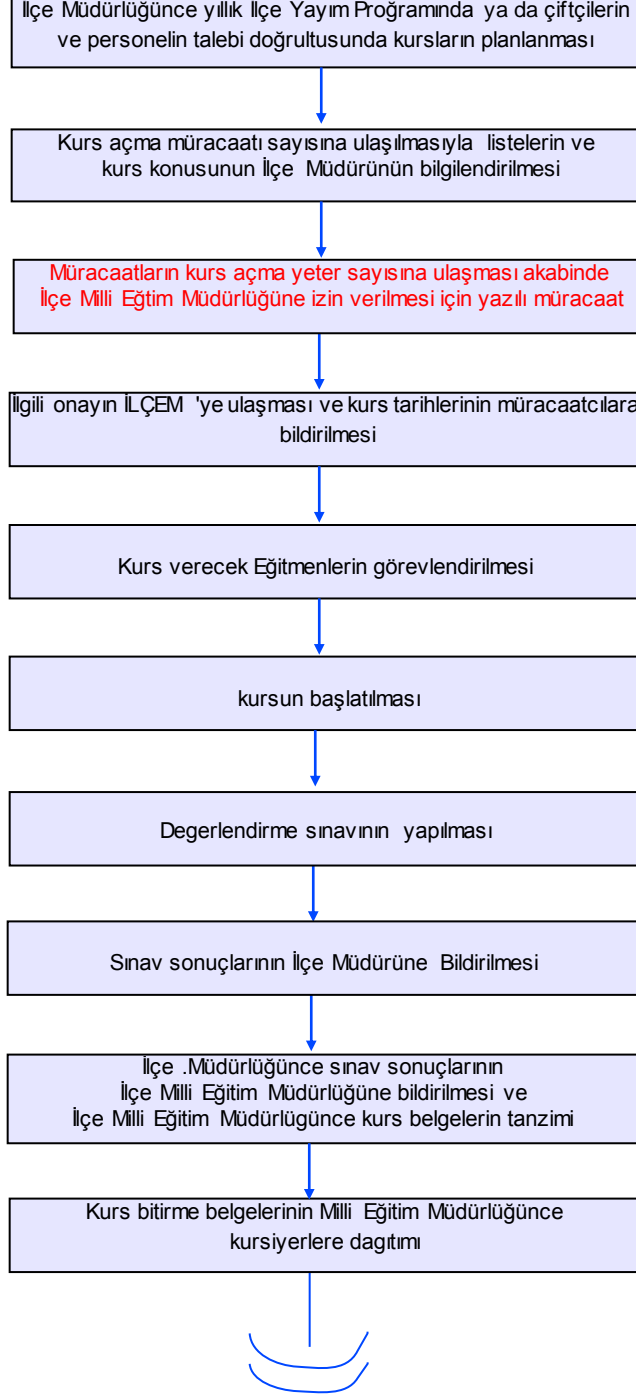 İlçe Müdürlüğünce yıllık İlçe Yayım Proğramında ya da çiftçilerin
ve personelin talebi doğrultusunda kursların planlanması
Kurs açma müracaatı sayısına ulaşılmasıyla listelerin ve
kurs konusunun İlçe Müdürünün bilgilendirilmesi
Müracaatların kurs açma yeter sayısına ulaşması akabinde
İlçe Milli Eğtim Müdürlüğüne izin verilmesi için yazılı müracaat
İlgili onayın İLÇEM 'ye ulaşması ve kurs tarihlerinin müracaatcılara
bildirilmesi
Kurs verecek Eğitmenlerin görevlendirilmesi
kursun başlatılması
Degerlendirme sınavının yapılması
Sınav sonuçlarının İlçe Müdürüne Bildirilmesi
İlçe .Müdürlüğünce sınav sonuçlarının
İlçe Milli Eğitim Müdürlüğüne bildirilmesi ve
İlçe Milli Eğitim Müdürlügünce kurs belgelerin tanzimi
Kurs bitirme belgelerinin Milli Eğitim Müdürlüğünce
kursiyerlere dagıtımı